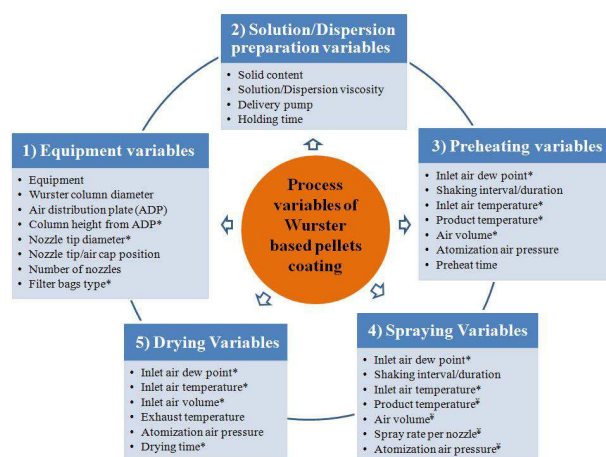 2) Solution/Dispersion
preparation variables
• Solid content
• Solution/Dispersion viscosity
• Delivery pump
• Holding time
1) Equipment variables
• Equipment
• Wurster column diameter
• Air distribution plate (ADP)
• Column height from ADP*
• Nozzle tip diameter*
• Nozzle tip/air cap position
• Number of nozzles
• Filter bags type*
Process
variables of
Wurster
based pellets
coating
3) Preheating variables
• Inlet air dew point*
• Shaking interval/duration
• Inlet air temperature*
• Product temperature*
• Air volume*
• Atomization air pressure
• Preheat time
5) Drying Variables
• Inlet air dew point*
• Inlet air temperature*
• Inlet air volume*
• Exhaust temperature
• Atomization air pressure
• Drying time*
4) Spraying Variables
• Inlet air dew point*
• Shaking interval/duration
• Inlet air temperature*
• Product temperature¥
• Air volume¥
• Spray rate per nozzle¥
• Atomization air pressure¥